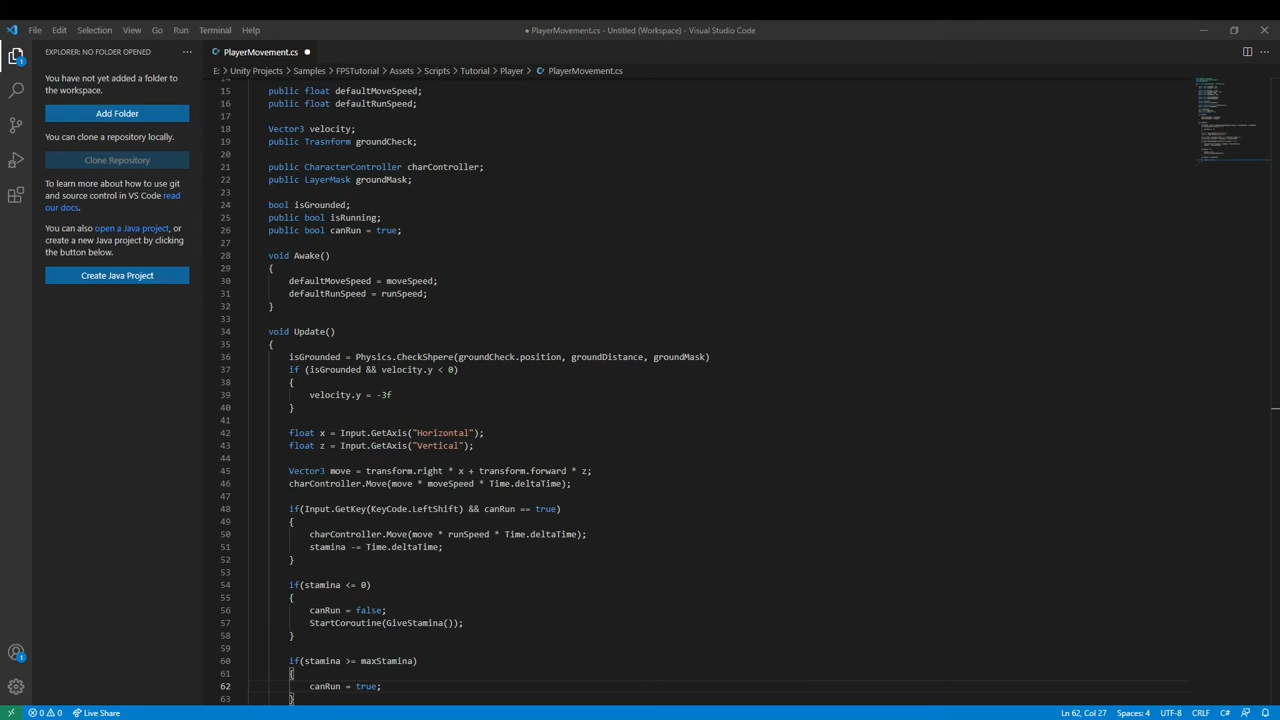 File Edit Selection View Go Run Terminal Help
● PlayerMovement.cs - Untitled (Workspace) - Visual Studio Code
EXPLORER: NO FOLDER OPENED ...
You have not yet added a folder to
the workspace.
Add Folder
You can clone a repository locally.
Clone Repository
To learn more about how to use git
and source control in VS Code read
our docs.
You can also open a Java project, or
create a new Java project by clicking
the button below.
Create Java Project
1
1
PlayerMovement.cs ●
E: > Unity Projects > Samples > FPSTutorial > Assets > Scripts > Tutorial > Player > PlayerMovement.cs
14
15 public float defaultMoveSpeed;
16 public float defaultRunSpeed;
17
18 Vector3 velocity;
19 public Trasnform groundCheck;
20
21 public CharacterController charController;
22 public LayerMask groundMask;
23
24 bool isGrounded;
25 public bool isRunning;
26 public bool canRun = true;
27
28 void Awake()
29 {
30 defaultMoveSpeed = moveSpeed;
31 defaultRunSpeed = runSpeed;
32 }
33
34 void Update()
35 {
36 isGrounded = Physics.CheckShpere(groundCheck.position, groundDistance, groundMask)
37 if (isGrounded && velocity.y < 0)
38 {
39 velocity.y = -3f
40 }
41
42 float x = Input.GetAxis("Horizontal");
43 float z = Input.GetAxis("Vertical");
44
45 Vector3 move = transform.right * x + transform.forward * z;
46 charController.Move(move * moveSpeed * Time.deltaTime);
47
48 if(Input.GetKey(KeyCode.LeftShift) && canRun == true)
49 {
50 charController.Move(move * runSpeed * Time.deltaTime);
51 stamina -= Time.deltaTime;
52 }
53
54 if(stamina <= 0)
55 {
56 canRun = false;
57 StartCoroutine(GiveStamina());
58 }
59
60 if(stamina >= maxStamina)
61 {
62 canRun = true;
63 }
0 0 Live Share Ln 62, Col 27 Spaces: 4 UTF-8 CRLF C#